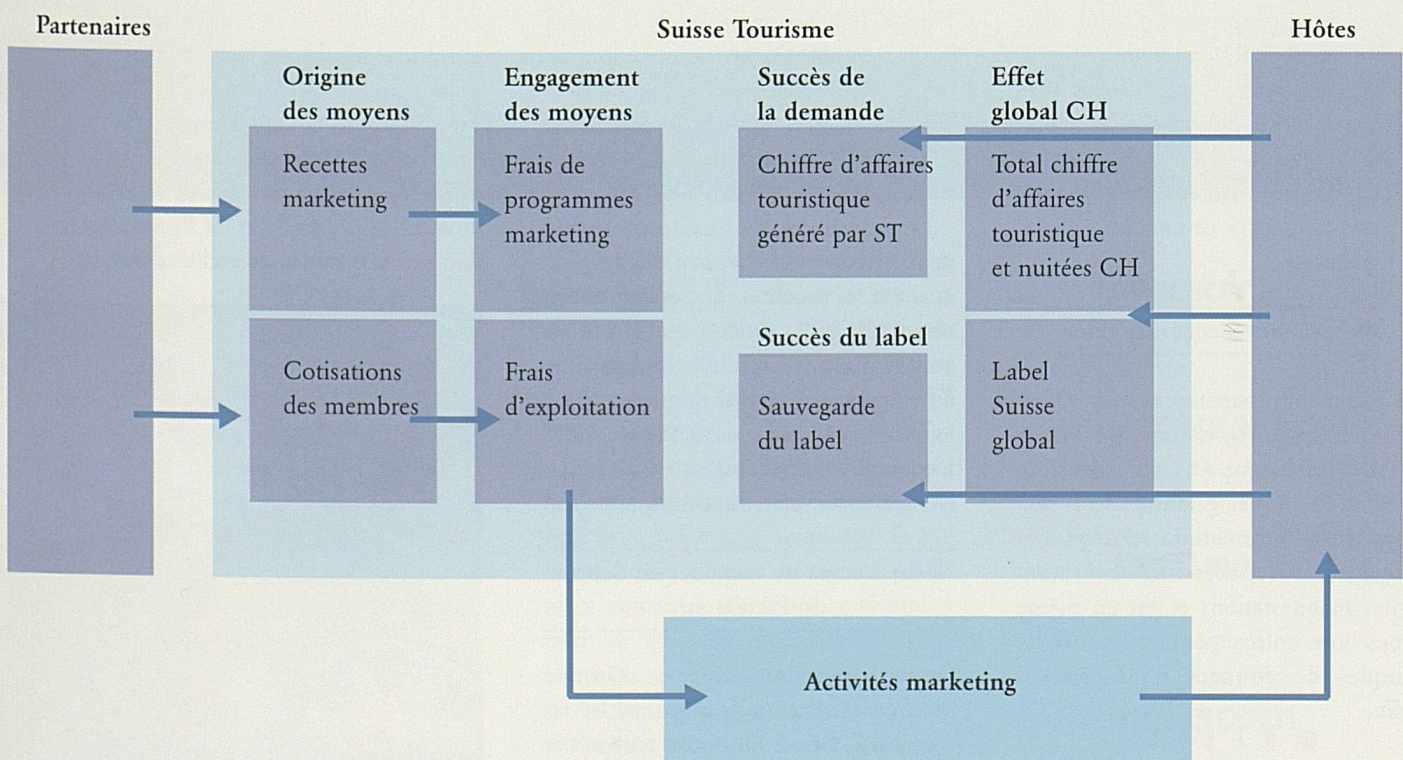 Partenaires
Suisse Tourisme
Hôtes
Origine
des moyens
Engagement
des moyens
Succès de
la demande
Effet
global CH
Recettes
marketing
Frais de
programmes
marketing
Chiffre d'affaires
touristique
généré par ST
Total chiffre
d'affaires
touristique
et nuitées CH
Cotisations
des membres
Frais
d'exploitation
Succès du label
Sauvegarde
du label
Label
Suisse
global
Activités marketing